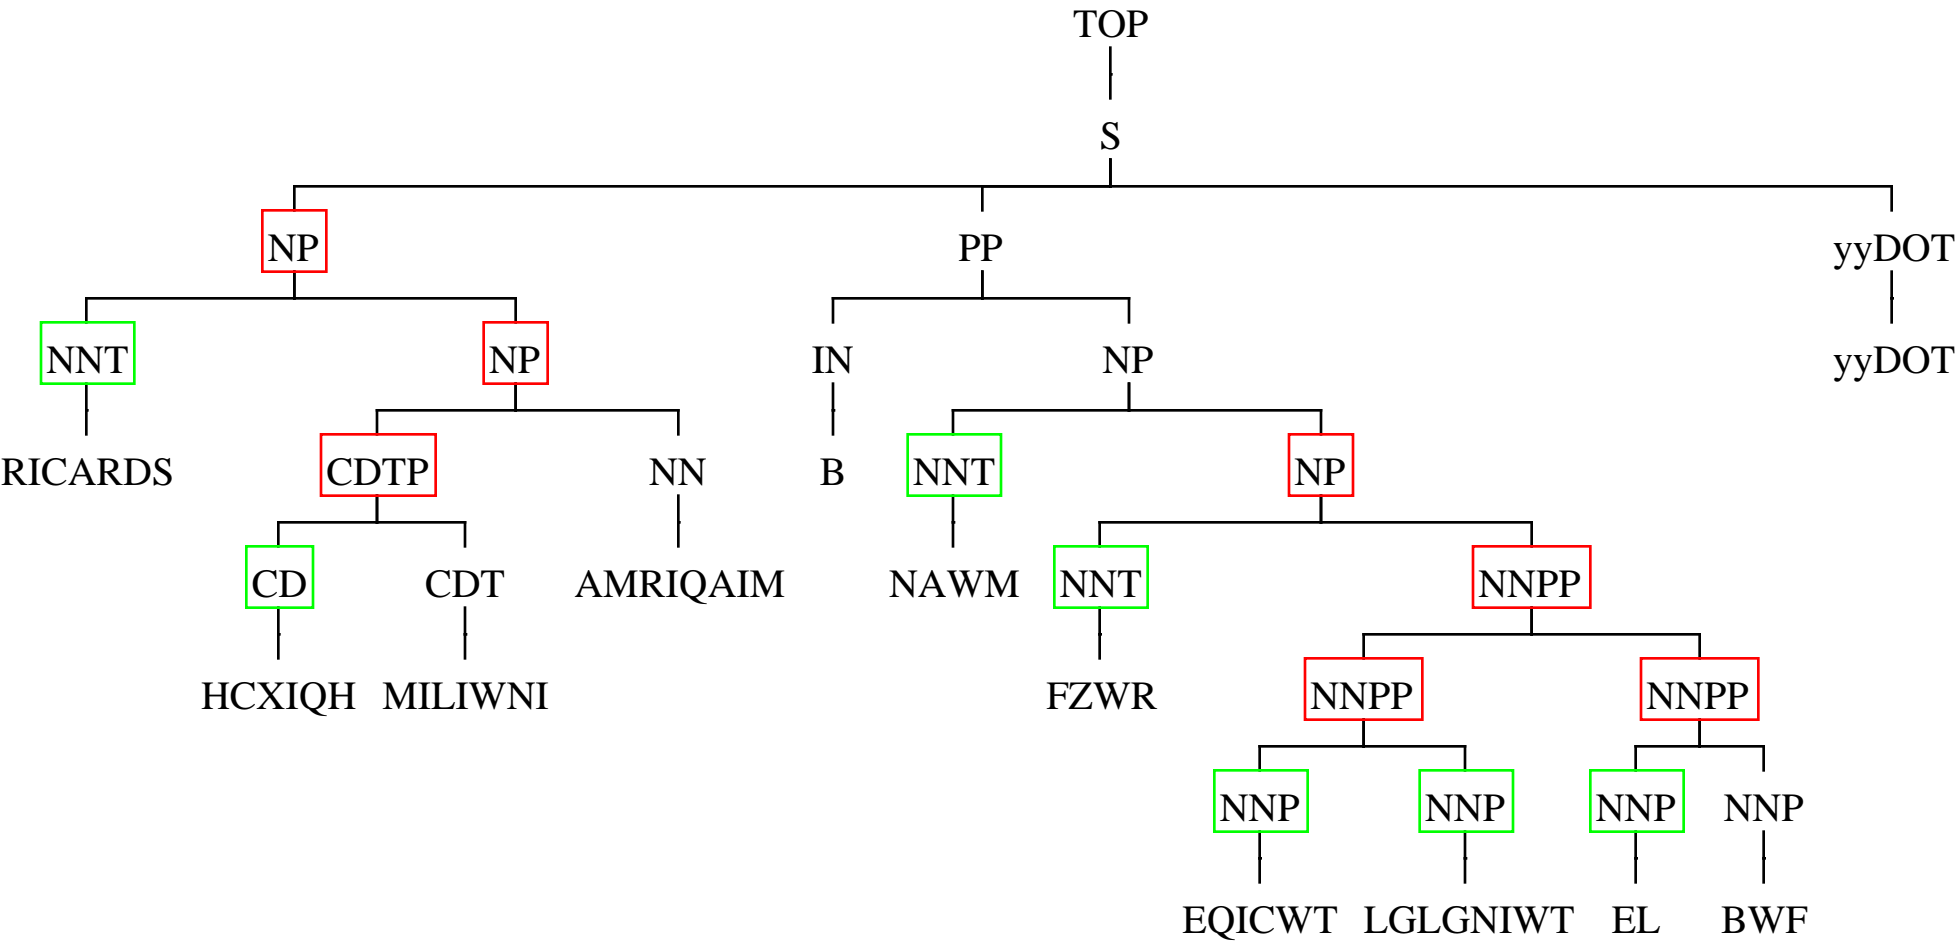 TOP
S
NP PP yyDOT
NNT NP IN NP yyDOT
RICARDS CDTP NN B NNT NP
CD CDT AMRIQAIM NAWM NNT NNPP
HCXIQH MILIWNI FZWR NNPP NNPP
NNP NNP NNP NNP
EQICWT LGLGNIWT EL BWF